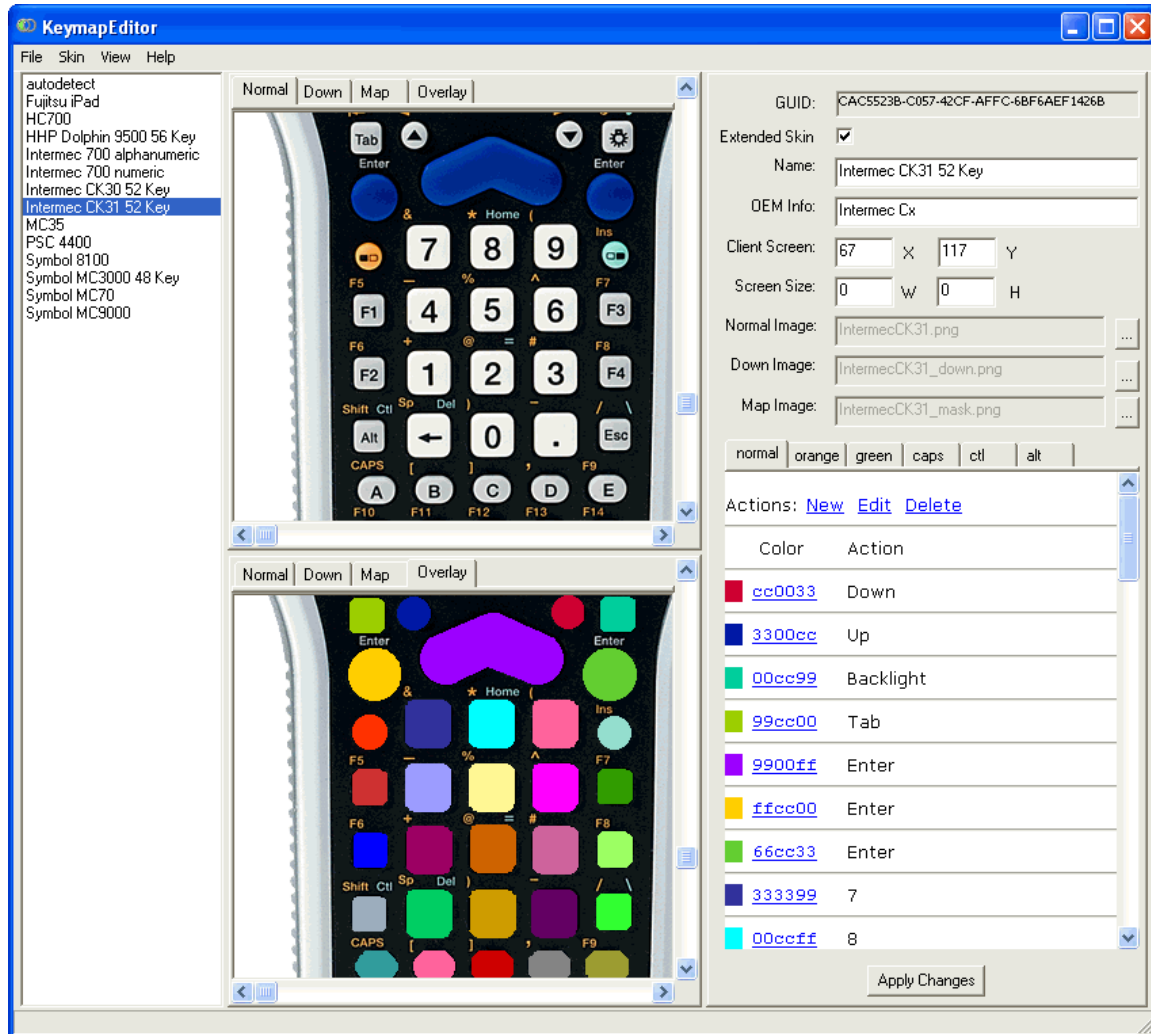 KeymapEditor
File Skin View Help
autodetect
Fujitsu iPad
HC700
HHP Dolphin 9500 56 Key
Intermec 700 alphanumeric
Intermec 700 numeric
Intermec CK30 52 Key
Intermec CK31 52 Key
MC35
PSC 4400
Symbol 8100
Symbol MC3000 48 Key
Symbol MC70
Symbol MC9000
Normal Down Map Overlay
Tab
Enter Enter
& * Home ( Ins
7 8 9
F5 _ % ^ F7
F1 4 5 6 F3
F6 + @ = # F8
F2 1 2 3 F4
Shift Ctl Sp Del ) - / \
Alt ← 0 . Esc
CAPS [ ] , F9
A B C D E
F10 F11 F12 F13 F14
Normal Down Map Overlay
Enter Enter
& * Home ( Ins
F5 _ % ^ F7
F6 + @ = # F8
Shift Ctl Sp Del ) - / \
CAPS [ ] , F9
GUID: CAC5523B-C057-42CF-AFFC-6BF6AEF1426B
Extended Skin
Name: Intermec CK31 52 Key
OEM Info: Intermec Cx
Client Screen: 67 X 117 Y
Screen Size: 0 W 0 H
Normal Image: IntermecCK31.png ...
Down Image: IntermecCK31_down.png ...
Map Image: IntermecCK31_mask.png ...
normal orange green caps ctl alt
Actions: New Edit Delete
Color Action
cc0033 Down
3300cc Up
00cc99 Backlight
99cc00 Tab
9900ff Enter
ffcc00 Enter
66cc33 Enter
333399 7
00ccff 8
Apply Changes